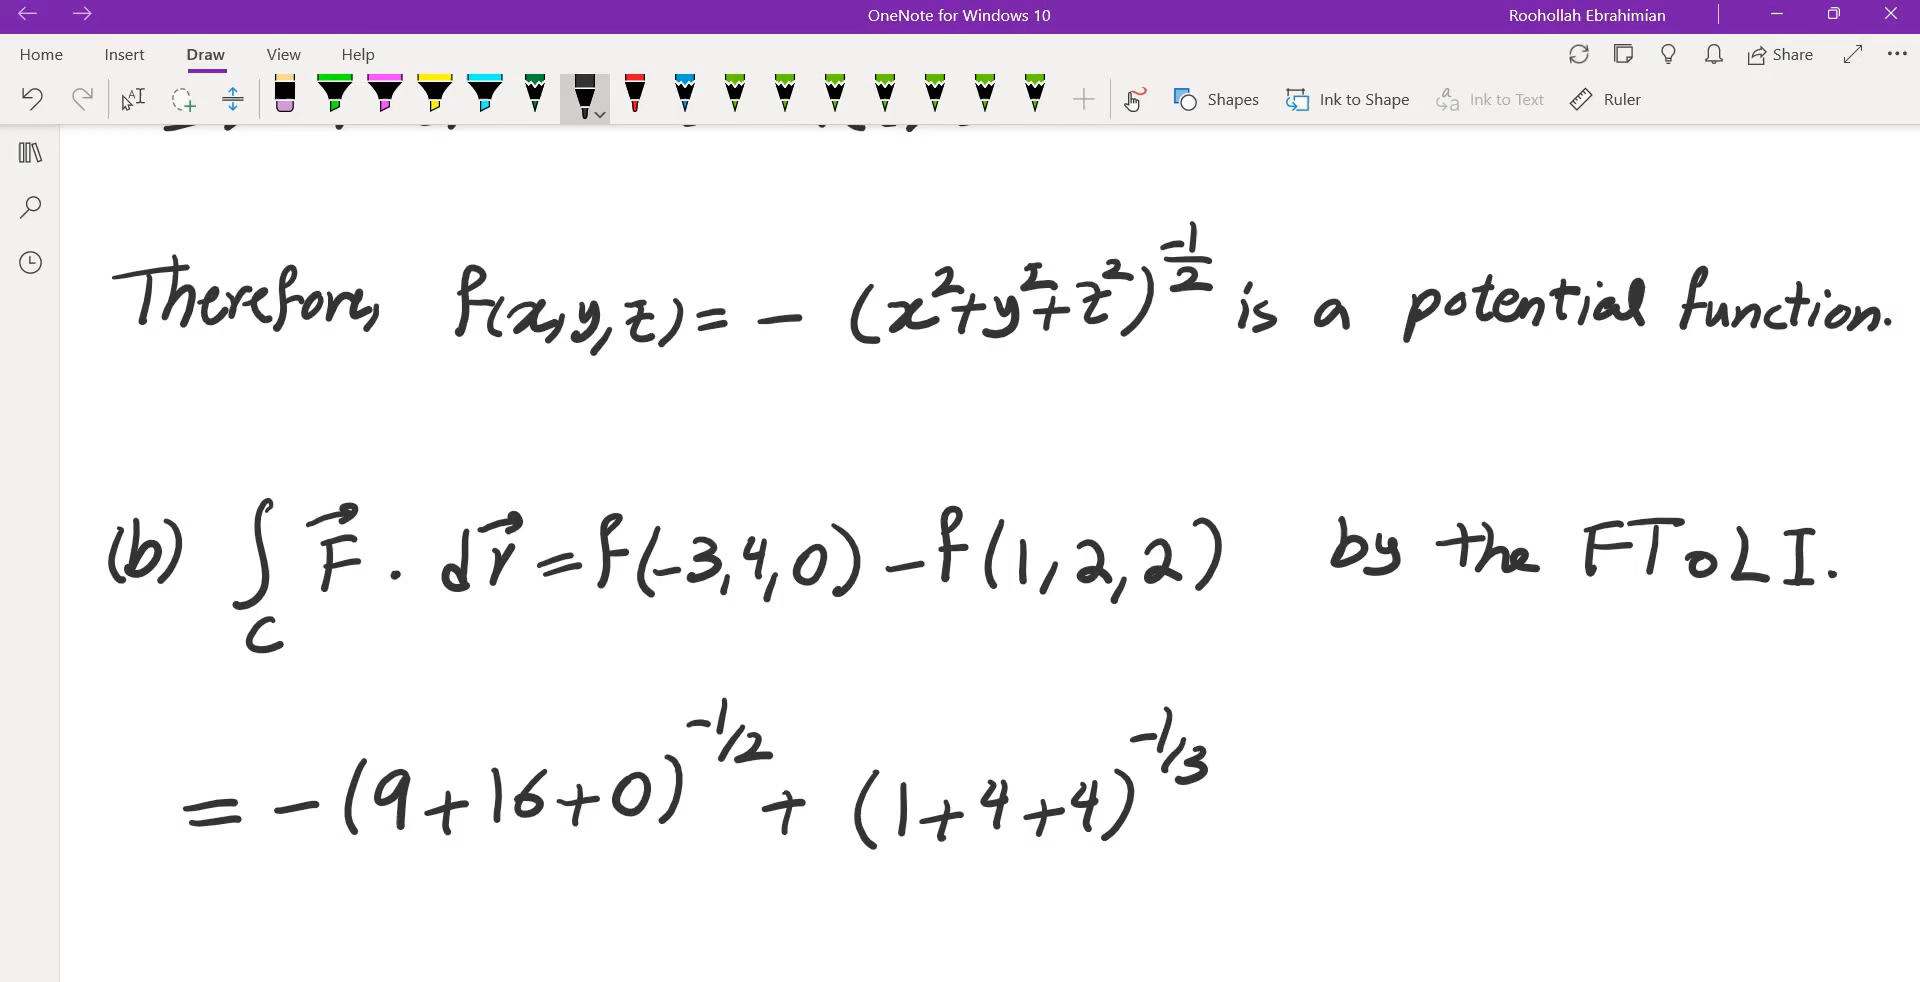 OneNote for Windows 10
Roohollah Ebrahimian
Home Insert Draw View Help
Share
Shapes Ink to Shape Ink to Text Ruler
Therefore, f(x,y,z) = - (x²+y²+z²)^(-1/2) is a potential function.
(b) ∫_C F⃗ · dr⃗ = f(-3,4,0) - f(1,2,2) by the FToLI.
= -(9+16+0)^(-1/2) + (1+4+4)^(-1/3)